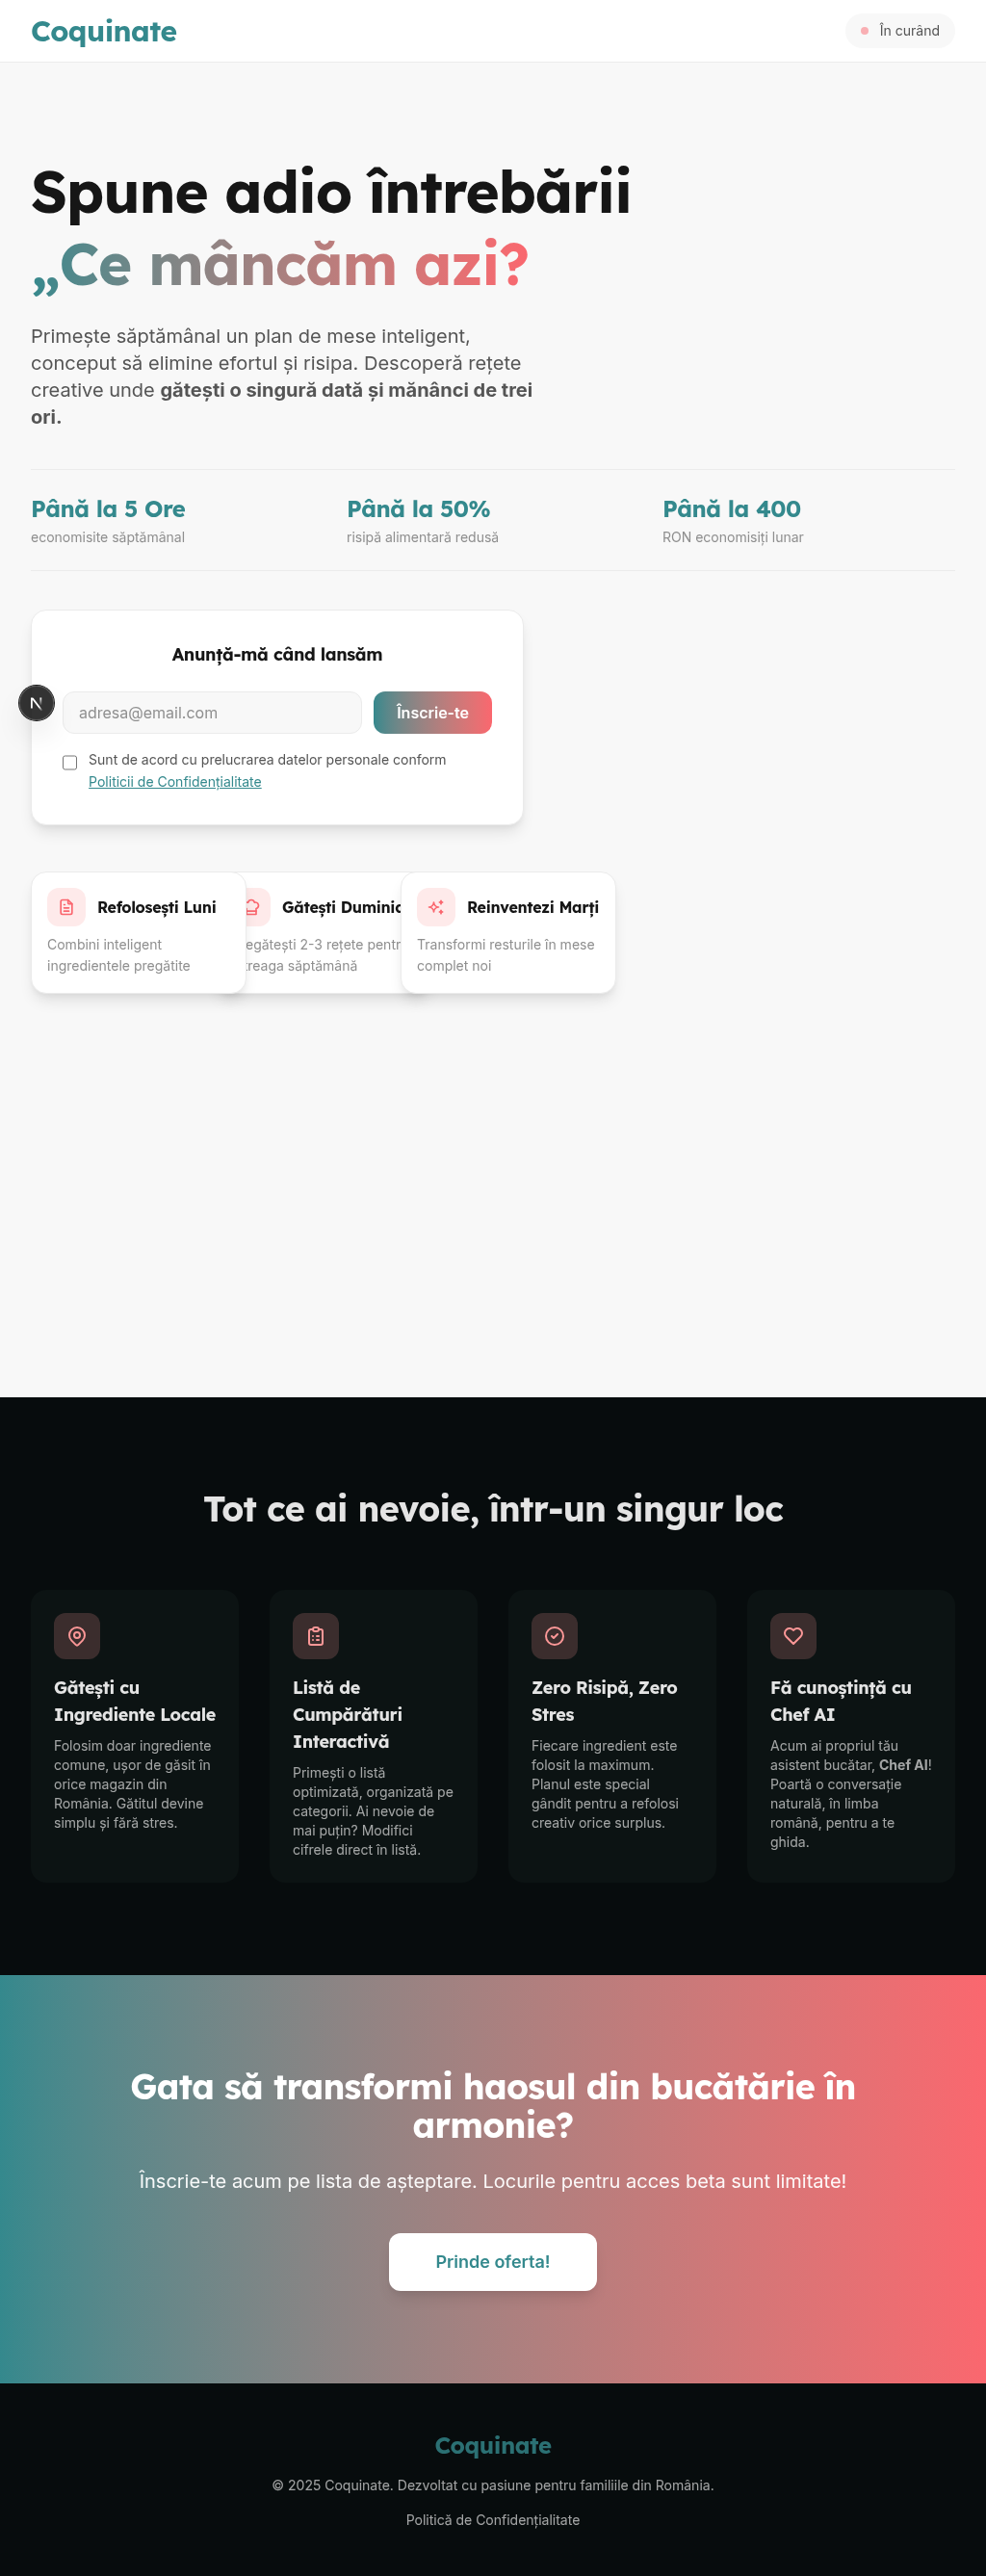 Coquinate
În curând
Spune adio întrebării
„Ce mâncăm azi?
Primește săptămânal un plan de mese inteligent,
conceput să elimine efortul și risipa. Descoperă rețete
creative unde gătești o singură dată și mănânci de trei
ori.
Până la 5 Ore
economisite săptămânal
Până la 50%
risipă alimentară redusă
Până la 400
RON economisiți lunar
Anunță-mă când lansăm
N
adresa@email.com
Înscrie-te
Sunt de acord cu prelucrarea datelor personale conform
Politicii de Confidențialitate
Refolosești Luni
Combini inteligent
ingredientele pregătite
Gătești
2-3 rețete
săptămână
Reinventezi Marți
Transformi resturile în mese
complet noi
Tot ce ai nevoie, într-un singur loc
Gătești cu
Ingrediente Locale
Folosim doar ingrediente
comune, ușor de găsit în
orice magazin din
România. Gătitul devine
simplu și fără stres.
Listă de
Cumpărături
Interactivă
Primești o listă
optimizată, organizată pe
categorii. Ai nevoie de
mai puțin? Modifici
cifrele direct în listă.
Zero Risipă, Zero
Stres
Fiecare ingredient este
folosit la maximum.
Planul este special
gândit pentru a refolosi
creativ orice surplus.
Fă cunoștință cu
Chef AI
Acum ai propriul tău
asistent bucătar, Chef AI!
Poartă o conversație
naturală, în limba
română, pentru a te
ghida.
Gata să transformi haosul din bucătărie în
armonie?
Înscrie-te acum pe lista de așteptare. Locurile pentru acces beta sunt limitate!
Prinde oferta!
Coquinate
© 2025 Coquinate. Dezvoltat cu pasiune pentru familiile din România.
Politică de Confidențialitate